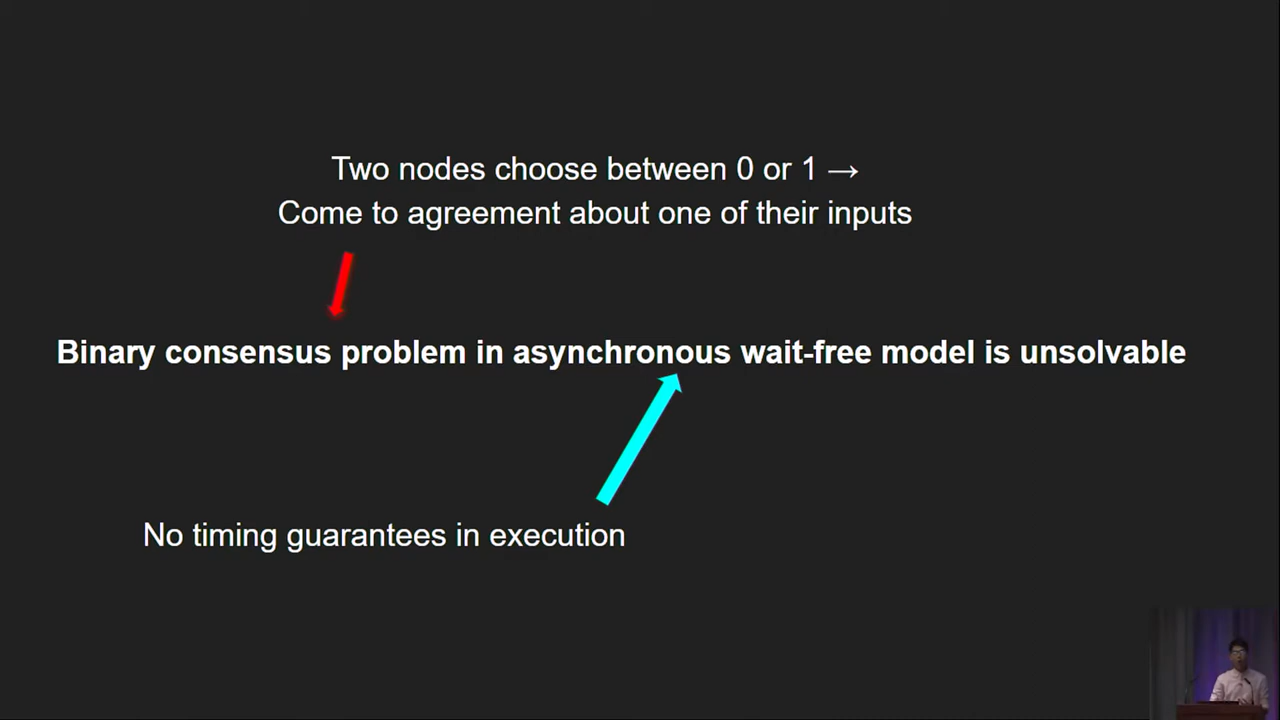 Two nodes choose between 0 or 1 →
Come to agreement about one of their inputs
Binary consensus problem in asynchronous wait-free model is unsolvable
No timing guarantees in execution